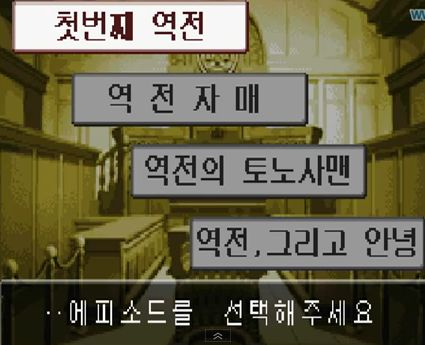 첫번째 역전
역 전 자 매
역전의 토노사맨
역전,그리고 안녕
··에피소드를 선택해주세요